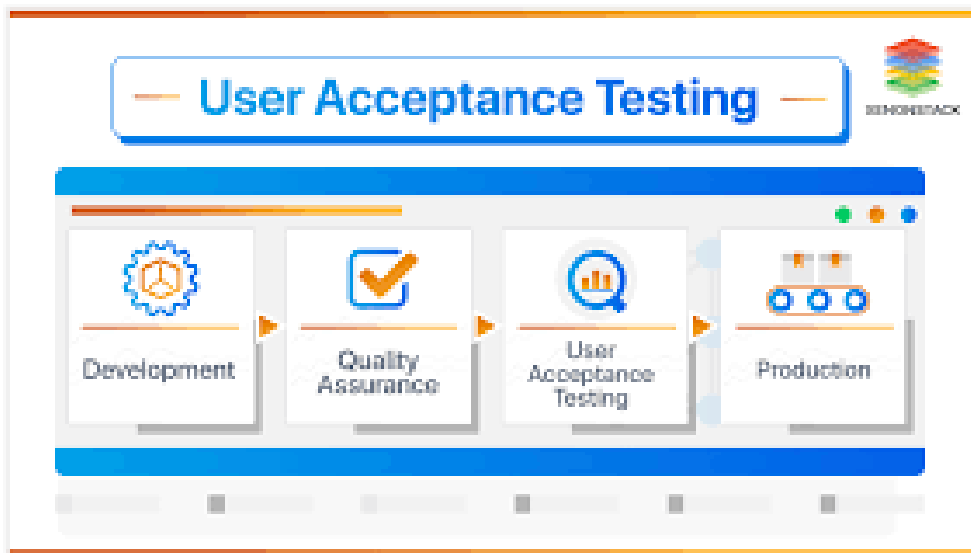 User Acceptance Testing
XENONSTACK
Development
Quality
Assurance
User
Acceptance
Testing
Production